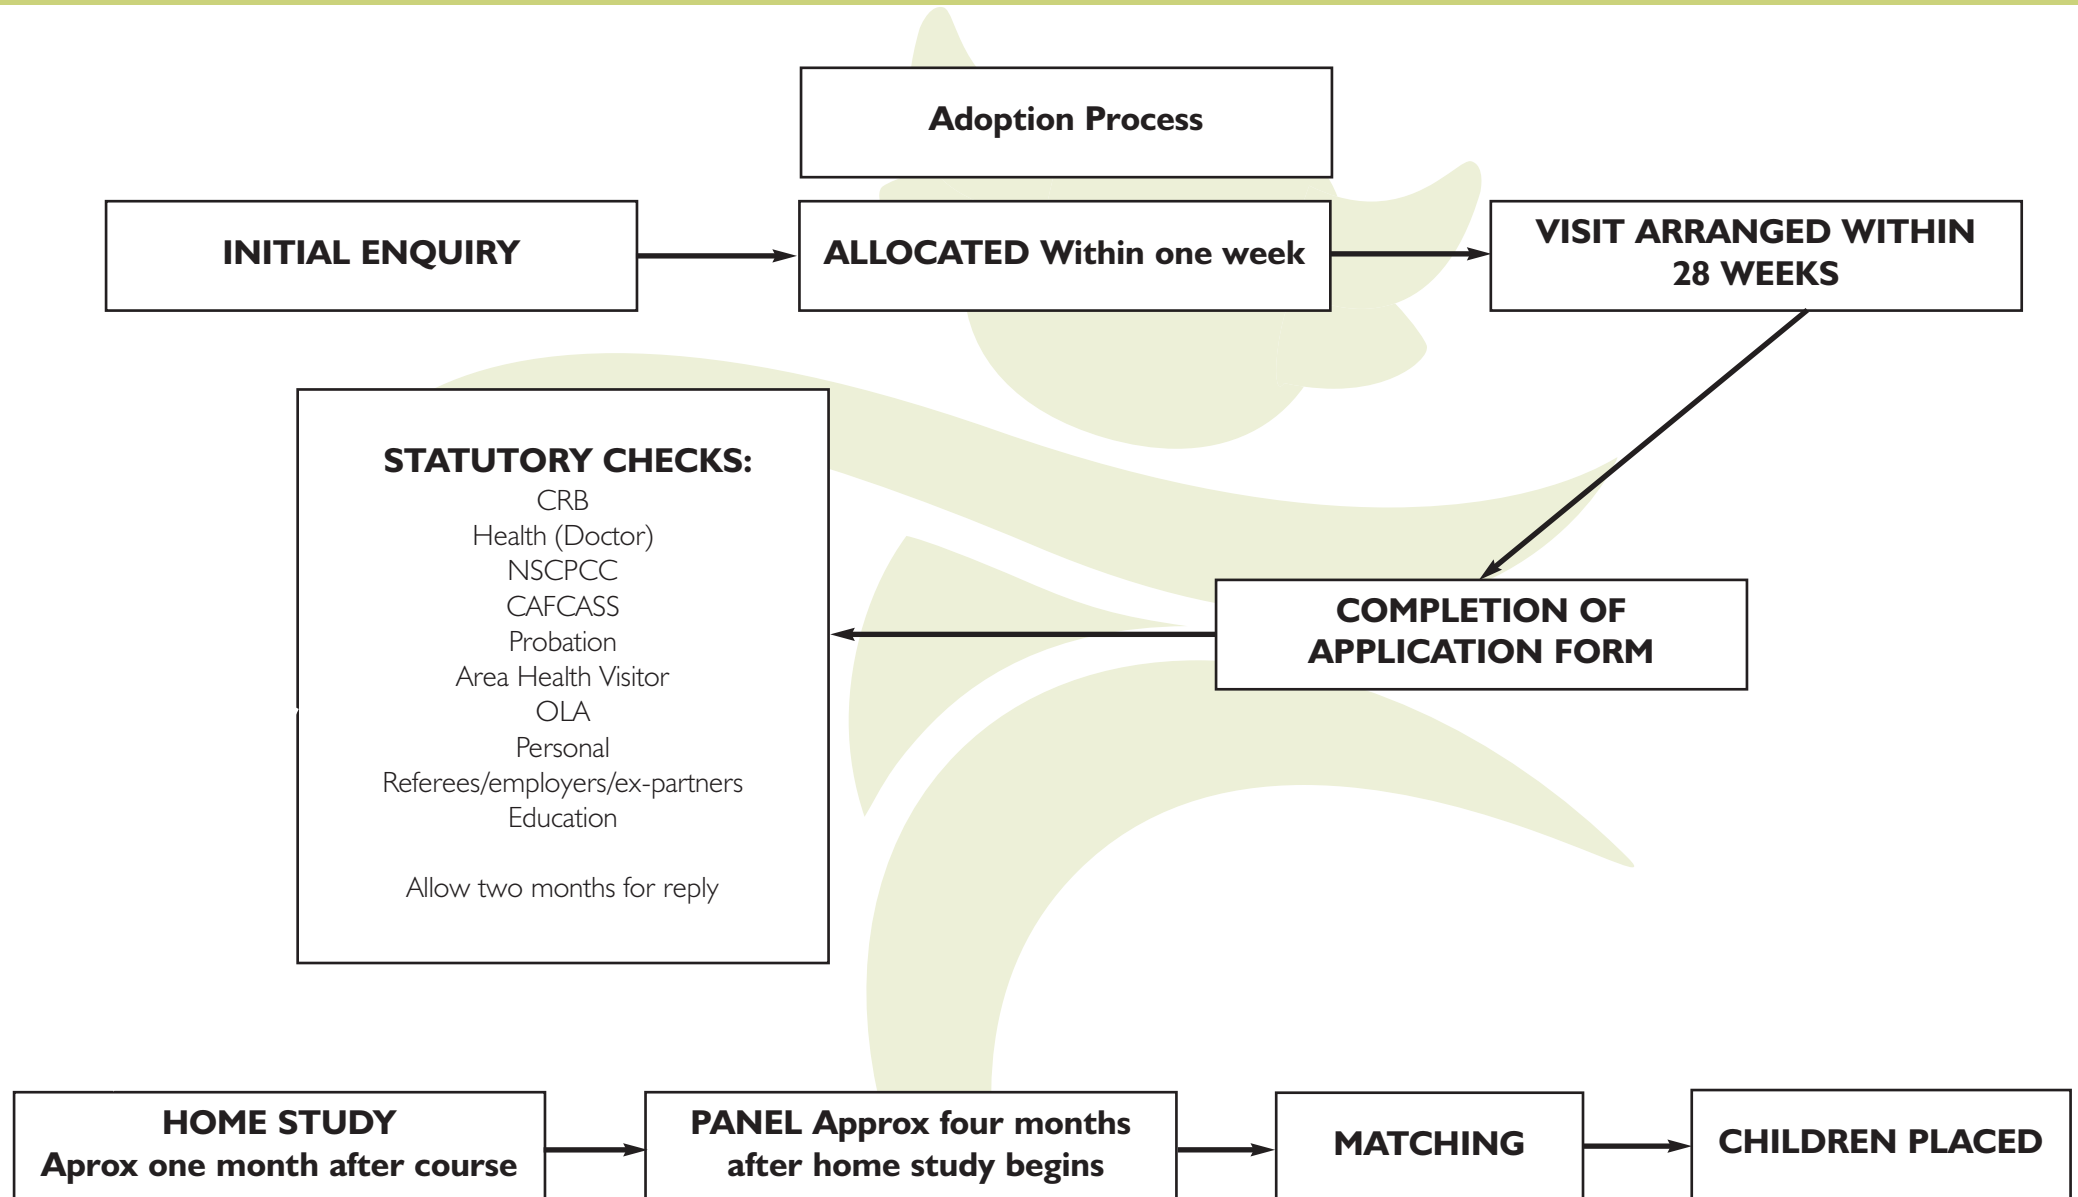 Adoption Process
INITIAL ENQUIRY
ALLOCATED Within one week
VISIT ARRANGED WITHIN
28 WEEKS
COMPLETION OF
APPLICATION FORM
STATUTORY CHECKS:
CRB
Health (Doctor)
NSCPCC
CAFCASS
Probation
Area Health Visitor
OLA
Personal
Referees/employers/ex-partners
Education
Allow two months for reply
HOME STUDY
Aprox one month after course
PANEL Approx four months
after home study begins
MATCHING
CHILDREN PLACED